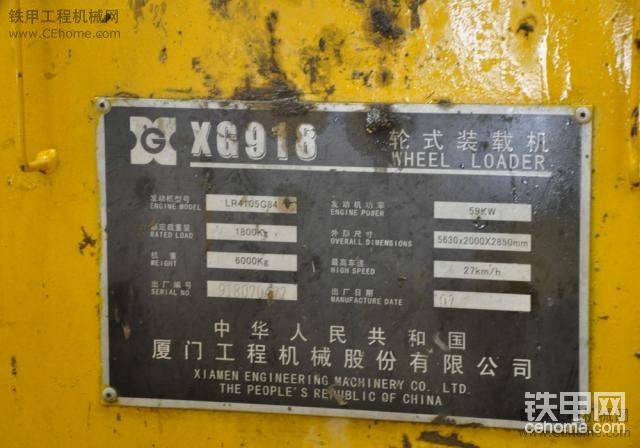 铁甲工程机械网
www.CEhome.com
XG918
轮式装载机
WHEEL LOADER
发动机型号
ENGINE MODEL
LR4105G84
发动机功率
ENGINE POWER
59KW
额定载重量
RATED LOAD
1800Kg
外形尺寸
OVERALL DIMENSIONS
5630x2000X2850mm
机重
WEIGHT
6000Kg
最高车速
HIGH SPEED
27km/h
出厂编号
SERIAL NO.
出厂日期
MANUFACTURE DATE
07
中华人民共和国
厦门工程机械股份有限公司
XIAMEN ENGINEERING MACHINERY CO., LTD.
THE PEOPLE'S REPUBLIC OF CHINA
铁甲网